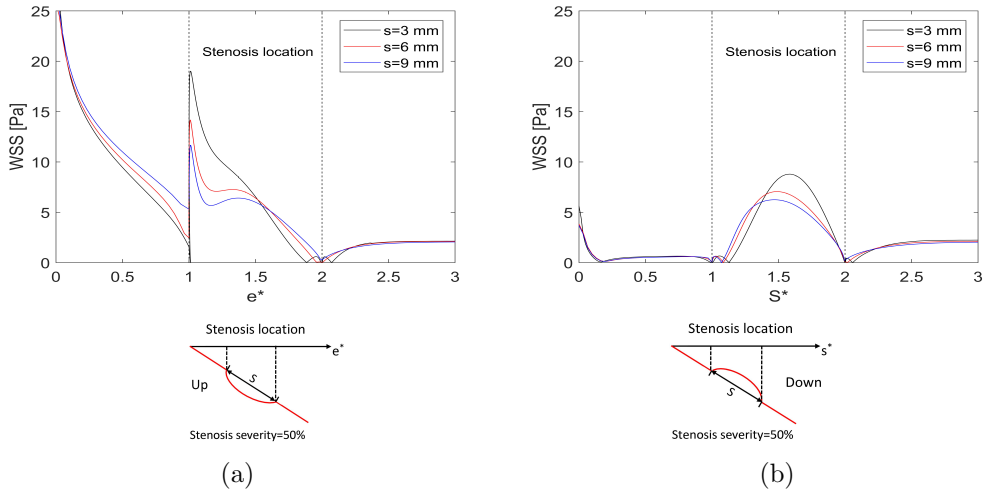 25
20
15
10
5
0
WSS [Pa]
Stenosis location
s=3 mm
s=6 mm
s=9 mm
0 0.5 1 1.5 2 2.5 3
e*
Stenosis location
e*
Up
S
Stenosis severity=50%
(a)
25
20
15
10
5
0
WSS [Pa]
Stenosis location
s=3 mm
s=6 mm
s=9 mm
0 0.5 1 1.5 2 2.5 3
S*
Stenosis location
s*
Down
S
Stenosis severity=50%
(b)